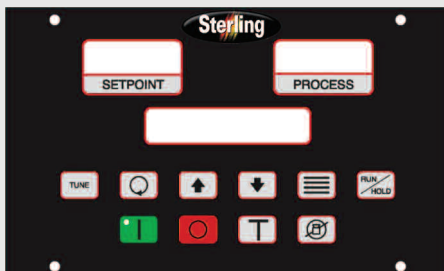 Sterling
SETPOINT
PROCESS
TUNE
RUN/HOLD